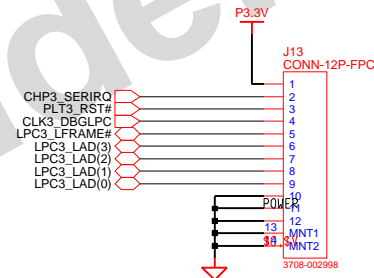 P3.3V
J13
CONN-12P-FPC
1
CHP3_SERIRQ 2
PLT3_RST# 3
CLK3_DBGLPC 4
LPC3_LFRAME# 5
LPC3_LAD(3) 6
LPC3_LAD(2) 7
LPC3_LAD(1) 8
LPC3_LAD(0) 9
10
POWER 11
12
13 MNT1
14 MNT2
3708-002998